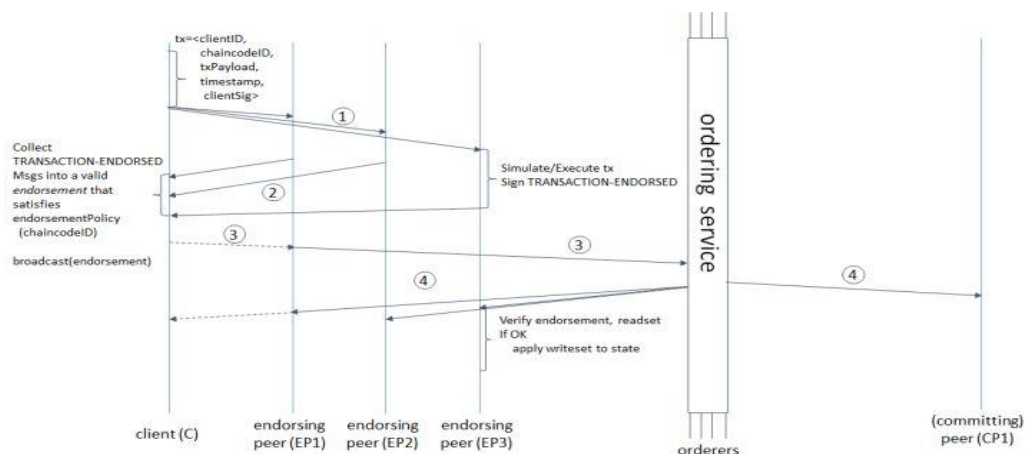 tx=<clientID,
chaincodeID,
txPayload,
timestamp,
clientSig>
1
Collect
TRANSACTION-ENDORSED
Msgs into a valid
endorsement that
satisfies
endorsementPolicy
(chaincodeID)
2
Simulate/Execute tx
Sign TRANSACTION-ENDORSED
ordering service
3
3
broadcast(endorsement)
4
4
Verify endorsement, readset
If OK
apply writeset to state
client (C)
endorsing
peer (EP1)
endorsing
peer (EP2)
endorsing
peer (EP3)
orderers
(committing)
peer (CP1)